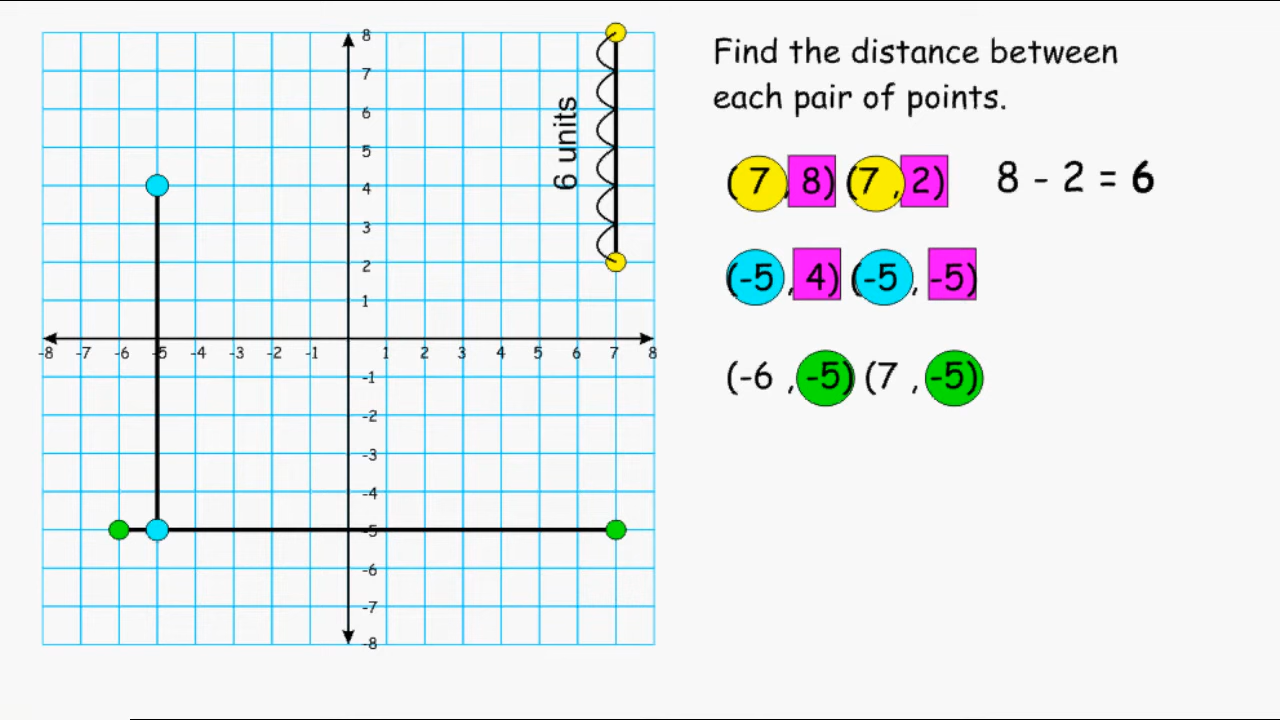 Find the distance between
each pair of points.
(7, 8) (7, 2) 8 - 2 = 6
(-5, 4) (-5, -5)
(-6, -5) (7, -5)
6 units
8
7
6
5
4
3
2
1
-8 -7 -6 -5 -4 -3 -2 -1 1 2 3 4 5 6 7 8
-1
-2
-3
-4
-5
-6
-7
-8